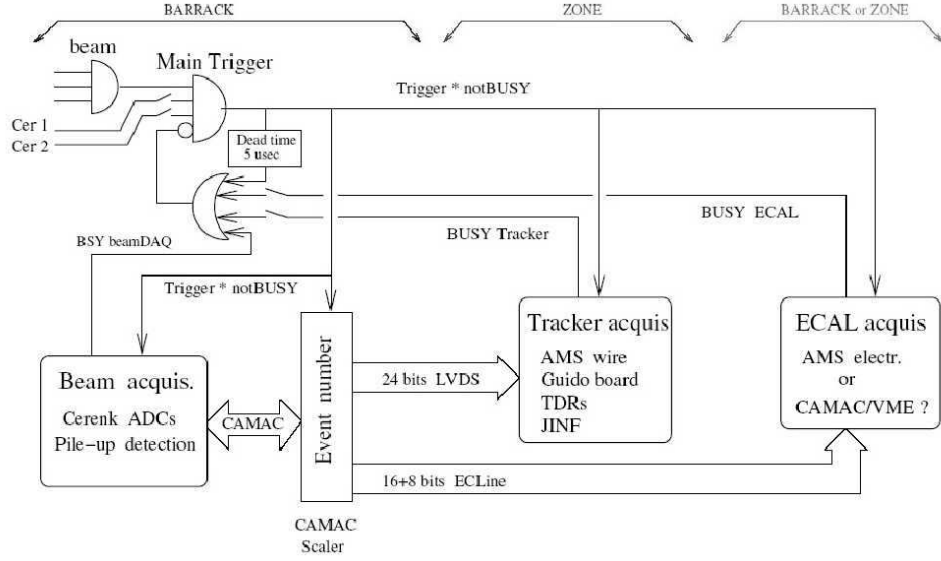 BARRACK
ZONE
BARRACK or ZONE
beam
Main Trigger
Trigger * notBUSY
Cer 1
Cer 2
Dead time
5 usec
BUSY ECAL
BUSY Tracker
BSY beamDAQ
Trigger * notBUSY
Beam acquis.
Cerenk ADCs
Pile-up detection
CAMAC
Event number
CAMAC
Scaler
24 bits LVDS
16+8 bits ECLine
Tracker acquis
AMS wire
Guido board
TDRs
JINF
ECAL acquis
AMS electr.
or
CAMAC/VME ?